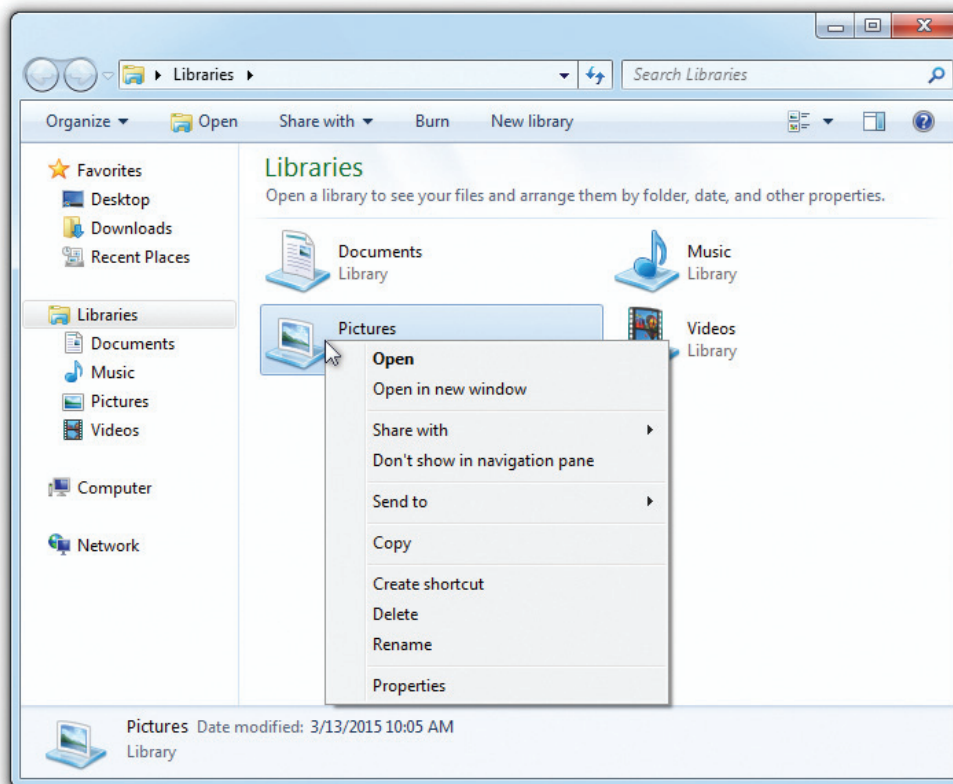 Libraries
Search Libraries
Organize Open Share with Burn New library
Favorites
Desktop
Downloads
Recent Places
Libraries
Documents
Music
Pictures
Videos
Computer
Network
Libraries
Open a library to see your files and arrange them by folder, date, and other properties.
Documents
Library
Music
Library
Pictures
Videos
Library
Open
Open in new window
Share with
Don't show in navigation pane
Send to
Copy
Create shortcut
Delete
Rename
Properties
Pictures Date modified: 3/13/2015 10:05 AM
Library